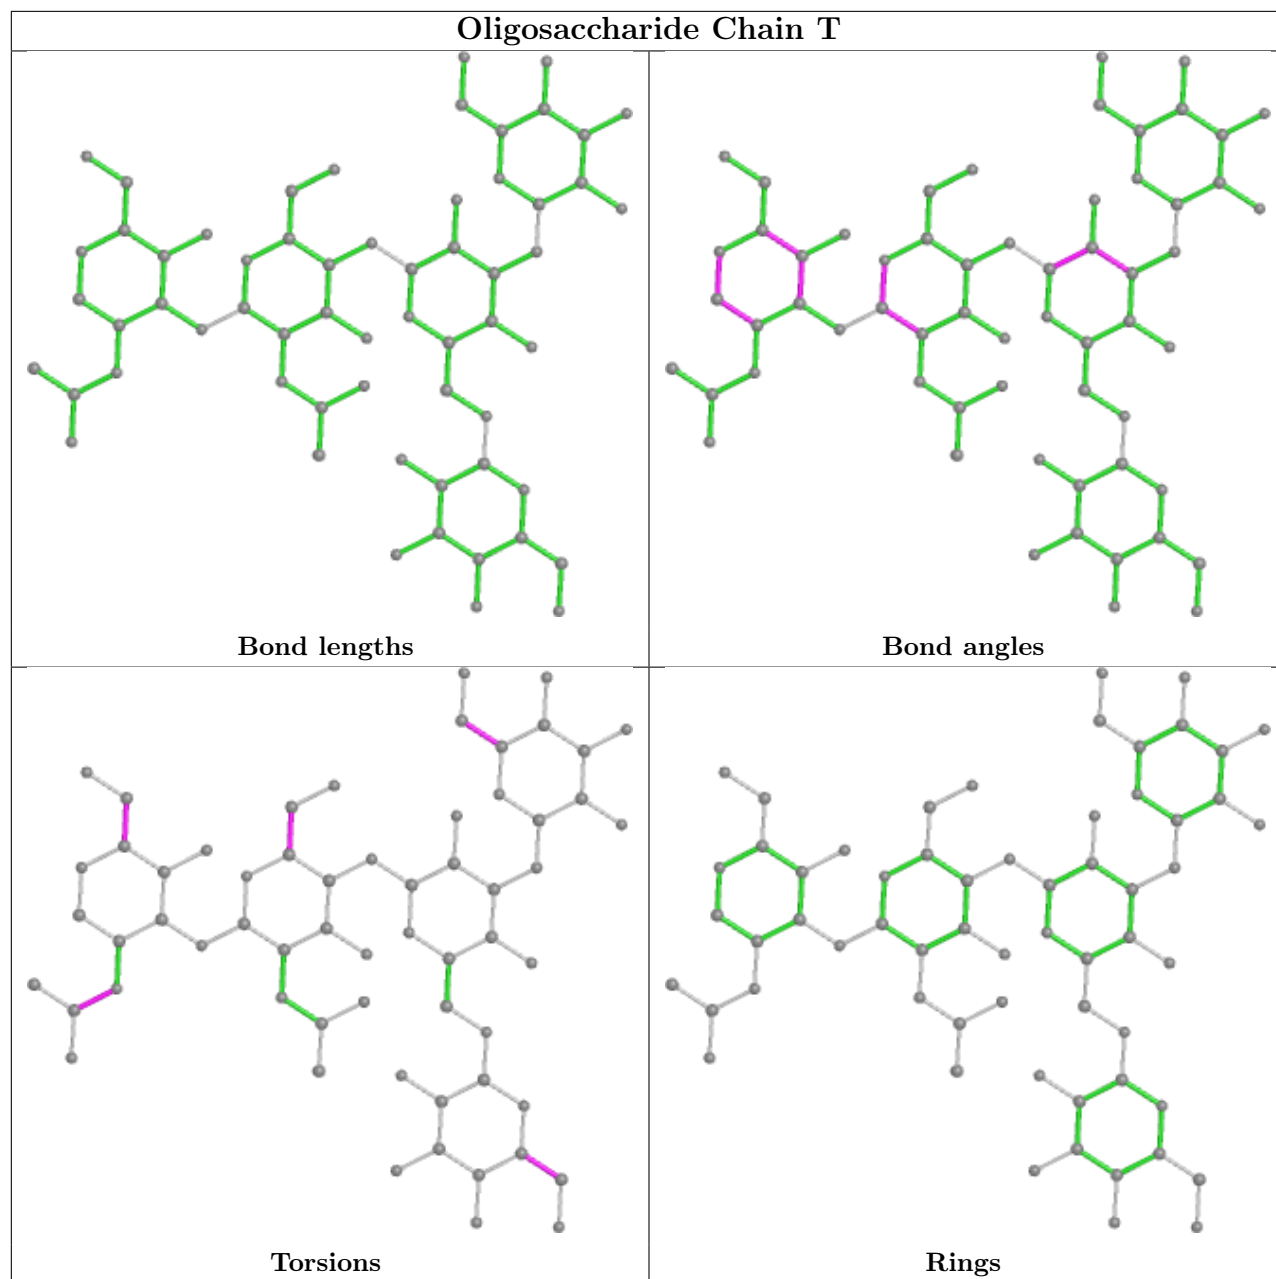 Oligosaccharide Chain T
Bond lengths
Bond angles
Torsions
Rings